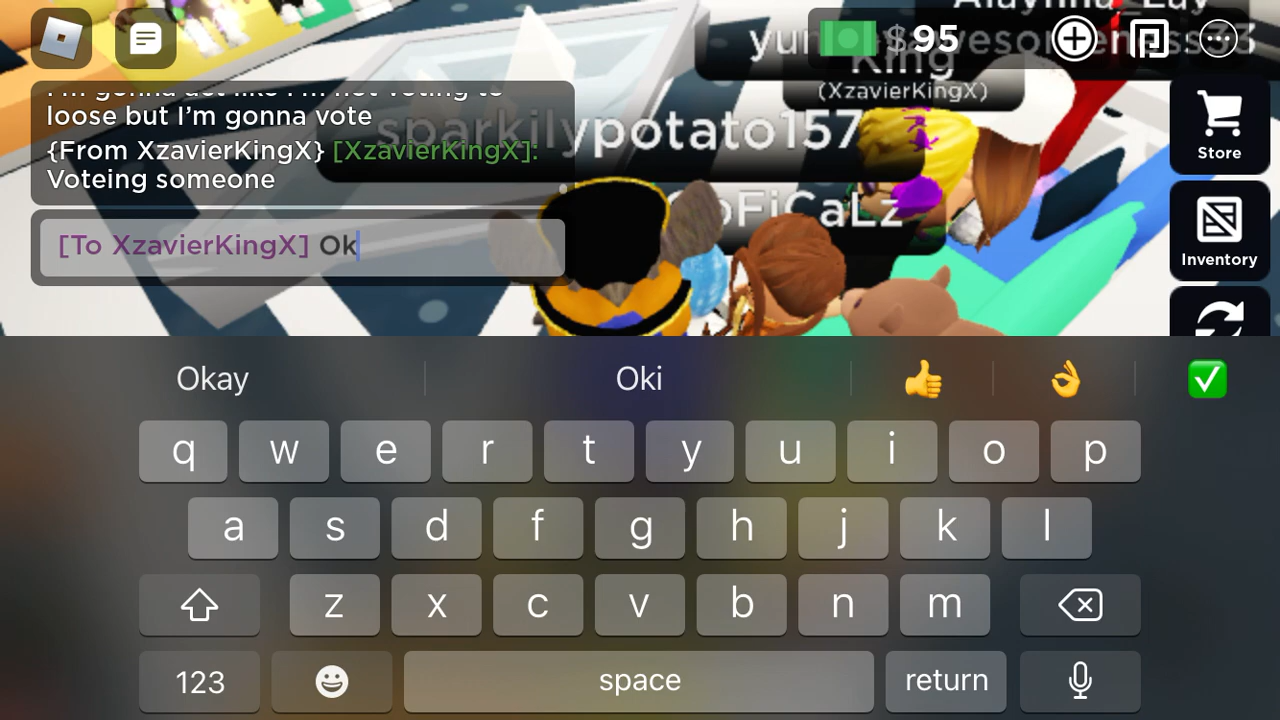 $ 95
King
(XzavierKingX)
sparkilypotato157
loose but I'm gonna vote
{From XzavierKingX} [XzavierKingX]:
Voteing someone
[To XzavierKingX] Ok
Store
Inventory
Okay Oki 👍 👌 ✅
q w e r t y u i o p
a s d f g h j k l
z x c v b n m
123 space return